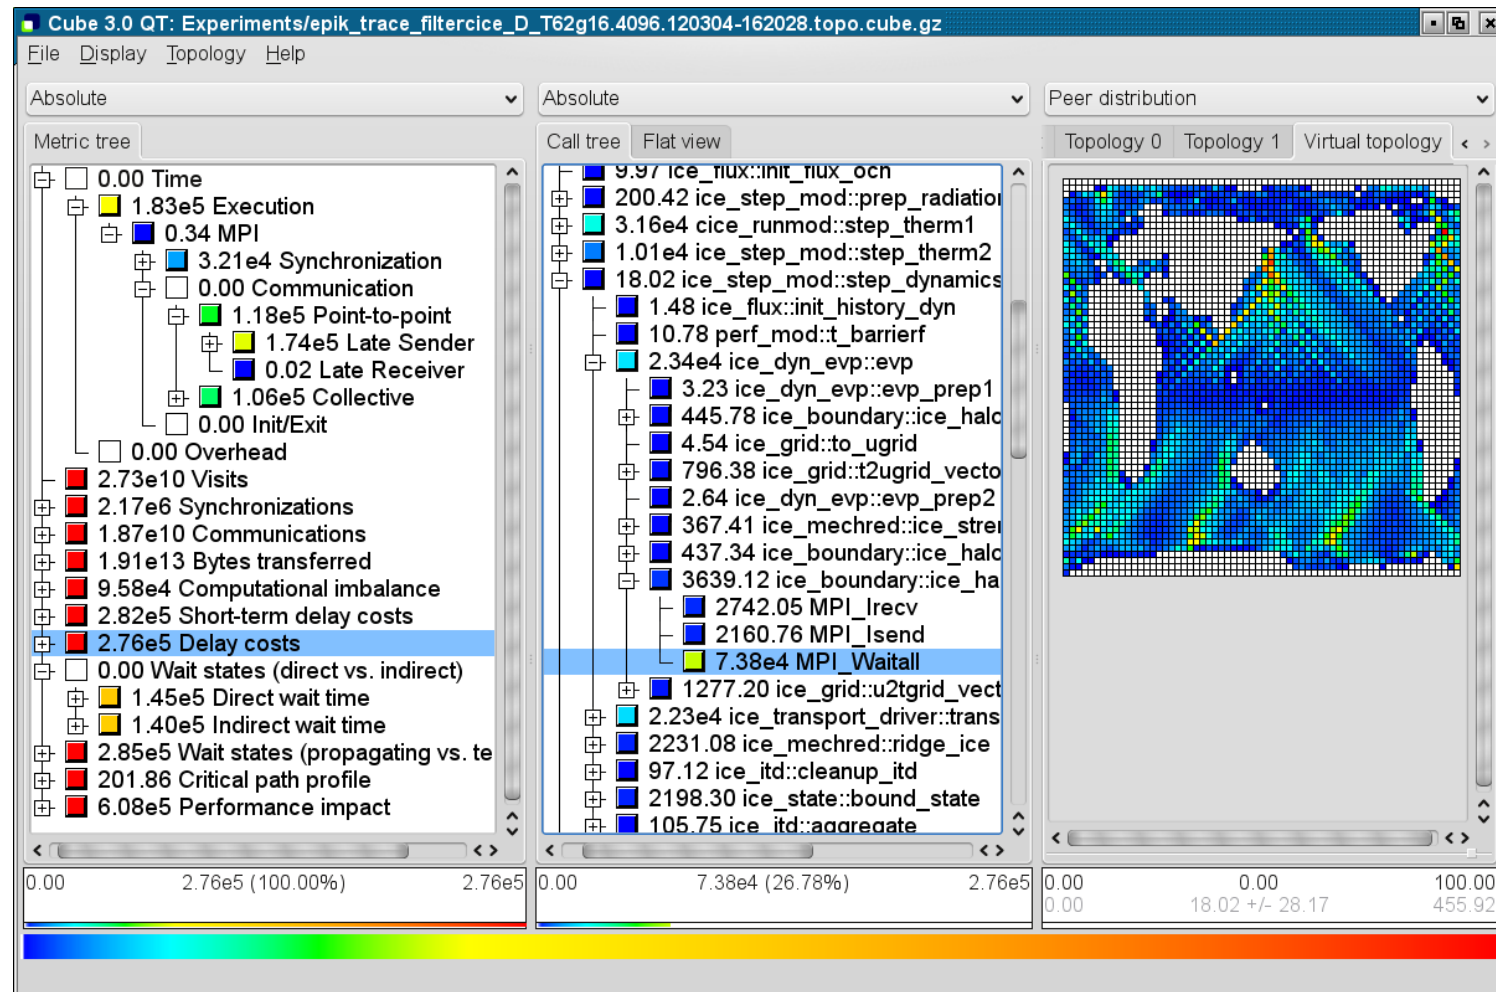 Cube 3.0 QT: Experiments/epik_trace_filtercice_D_T62g16.4096.120304-162028.topo.cube.gz
File Display Topology Help
Absolute
Absolute
Peer distribution
Metric tree
Call tree Flat view
Topology 0 Topology 1 Virtual topology
0.00 Time
1.83e5 Execution
0.34 MPI
3.21e4 Synchronization
0.00 Communication
1.18e5 Point-to-point
1.74e5 Late Sender
0.02 Late Receiver
1.06e5 Collective
0.00 Init/Exit
0.00 Overhead
2.73e10 Visits
2.17e6 Synchronizations
1.87e10 Communications
1.91e13 Bytes transferred
9.58e4 Computational imbalance
2.82e5 Short-term delay costs
2.76e5 Delay costs
0.00 Wait states (direct vs. indirect)
1.45e5 Direct wait time
1.40e5 Indirect wait time
2.85e5 Wait states (propagating vs. te
201.86 Critical path profile
6.08e5 Performance impact
9.97 ice_flux::init_flux_ocn
200.42 ice_step_mod::prep_radiation
3.16e4 cice_runmod::step_therm1
1.01e4 ice_step_mod::step_therm2
18.02 ice_step_mod::step_dynamics
1.48 ice_flux::init_history_dyn
10.78 perf_mod::t_barrierf
2.34e4 ice_dyn_evp::evp
3.23 ice_dyn_evp::evp_prep1
445.78 ice_boundary::ice_halo
4.54 ice_grid::to_ugrid
796.38 ice_grid::t2ugrid_vecto
2.64 ice_dyn_evp::evp_prep2
367.41 ice_mechred::ice_strer
437.34 ice_boundary::ice_halo
3639.12 ice_boundary::ice_ha
2742.05 MPI_Irecv
2160.76 MPI_Isend
7.38e4 MPI_Waitall
1277.20 ice_grid::u2tgrid_vect
2.23e4 ice_transport_driver::trans
2231.08 ice_mechred::ridge_ice
97.12 ice_itd::cleanup_itd
2198.30 ice_state::bound_state
105.75 ice_itd::aggregate
0.00 2.76e5 (100.00%) 2.76e5
0.00 7.38e4 (26.78%) 2.76e5
0.00 0.00 100.00
0.00 18.02 +/- 28.17 455.92